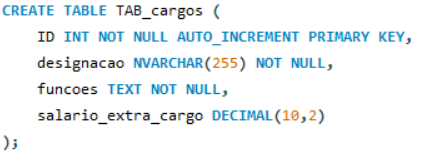 CREATE TABLE TAB_cargos (
    ID INT NOT NULL AUTO_INCREMENT PRIMARY KEY,
    designacao NVARCHAR(255) NOT NULL,
    funcoes TEXT NOT NULL,
    salario_extra_cargo DECIMAL(10,2)
);